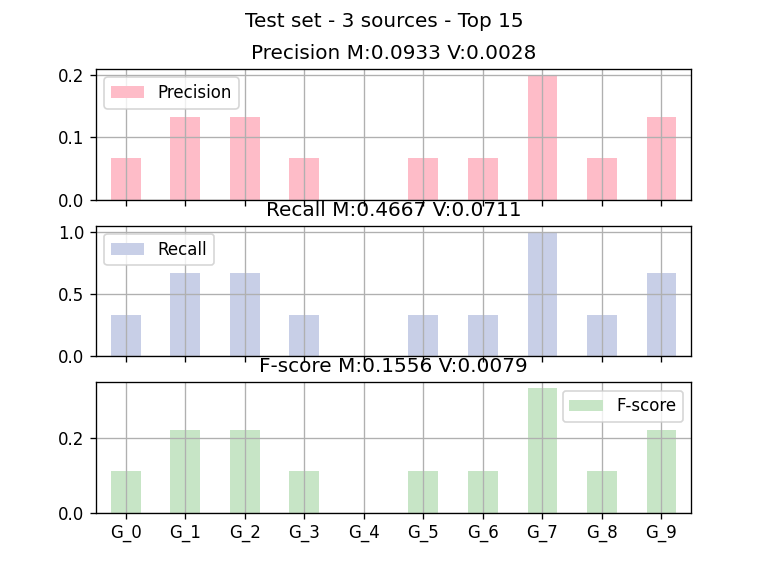 Test set - 3 sources - Top 15
Precision M:0.0933 V:0.0028
0.2
0.1
0.0
Precision
Recall M:0.4667 V:0.0711
1.0
0.5
0.0
Recall
F-score M:0.1556 V:0.0079
0.2
0.0
F-score
G_0 G_1 G_2 G_3 G_4 G_5 G_6 G_7 G_8 G_9